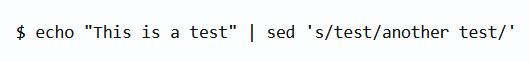 $ echo "This is a test" | sed 's/test/another test/'